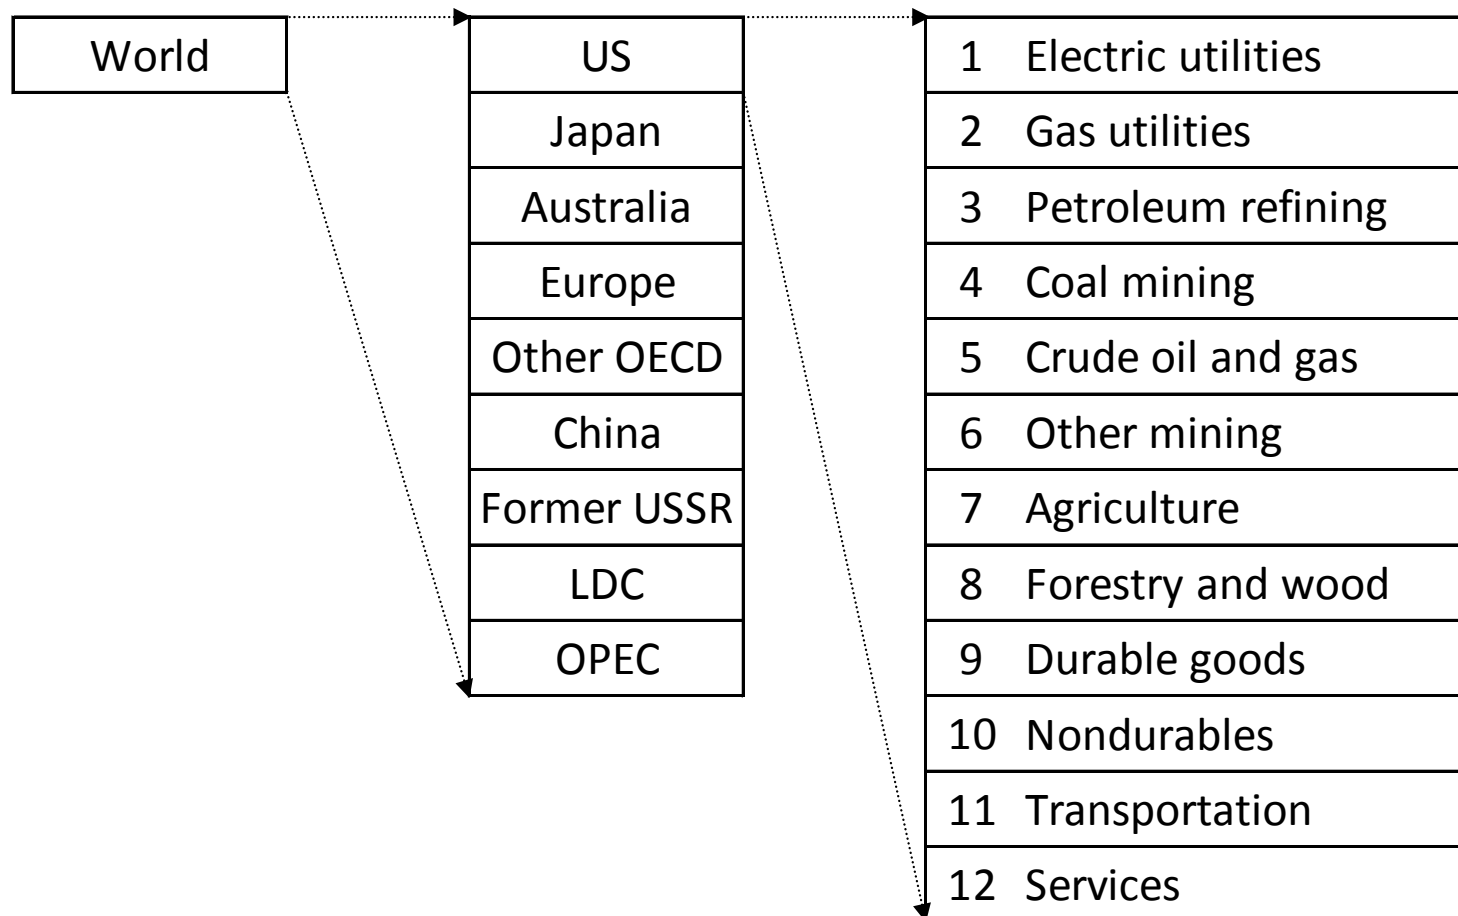 World
US
Japan
Australia
Europe
Other OECD
China
Former USSR
LDC
OPEC
1 Electric utilities
2 Gas utilities
3 Petroleum refining
4 Coal mining
5 Crude oil and gas
6 Other mining
7 Agriculture
8 Forestry and wood
9 Durable goods
10 Nondurables
11 Transportation
12 Services